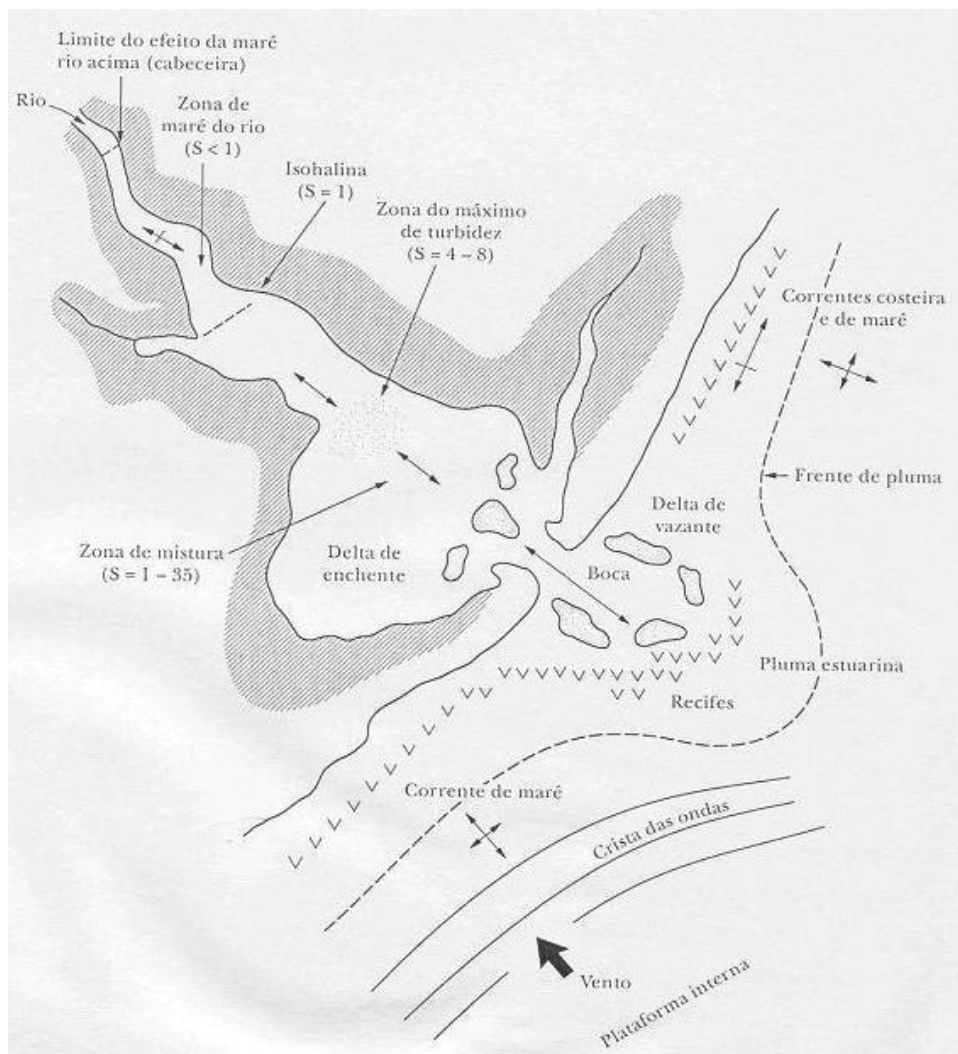 Limite do efeito da maré
rio acima (cabeceira)
Rio
Zona de
maré do rio
(S < 1)
Isohalina
(S = 1)
Zona do máximo
de turbidez
(S = 4 – 8)
Correntes costeira
e de maré
Frente de pluma
Delta de
vazante
Zona de mistura
(S = 1 – 35)
Delta de
enchente
Boca
Pluma estuarina
Recifes
Corrente de maré
Crista das ondas
Vento
Plataforma interna